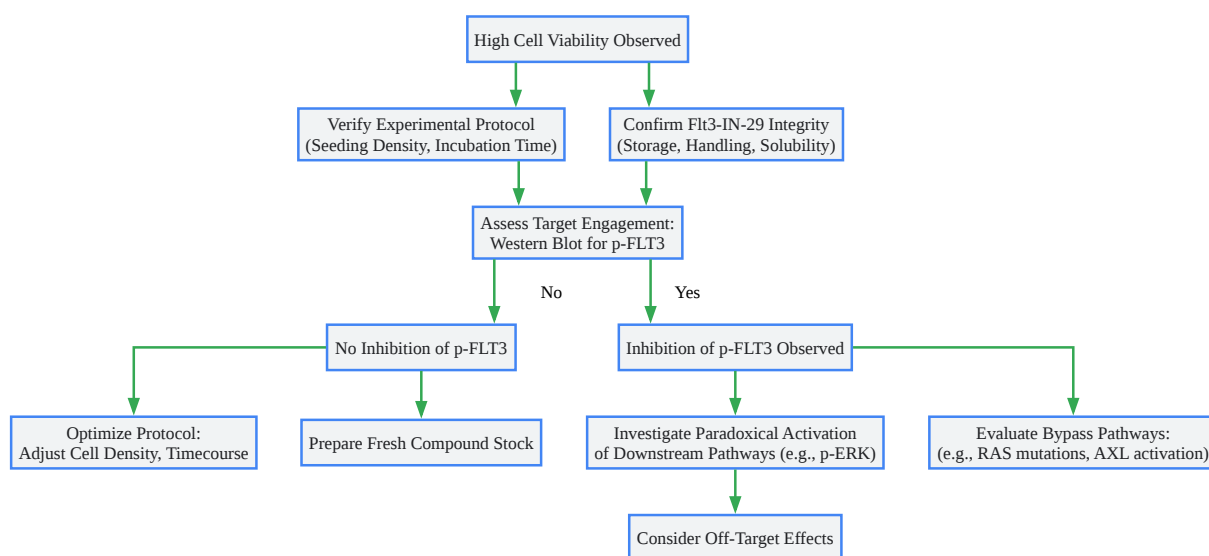 High Cell Viability Observed
Verify Experimental Protocol
(Seeding Density, Incubation Time)
Confirm Flt3-IN-29 Integrity
(Storage, Handling, Solubility)
Assess Target Engagement:
Western Blot for p-FLT3
No
Yes
No Inhibition of p-FLT3
Inhibition of p-FLT3 Observed
Optimize Protocol:
Adjust Cell Density, Timecourse
Prepare Fresh Compound Stock
Investigate Paradoxical Activation
of Downstream Pathways (e.g., p-ERK)
Evaluate Bypass Pathways:
(e.g., RAS mutations, AXL activation)
Consider Off-Target Effects